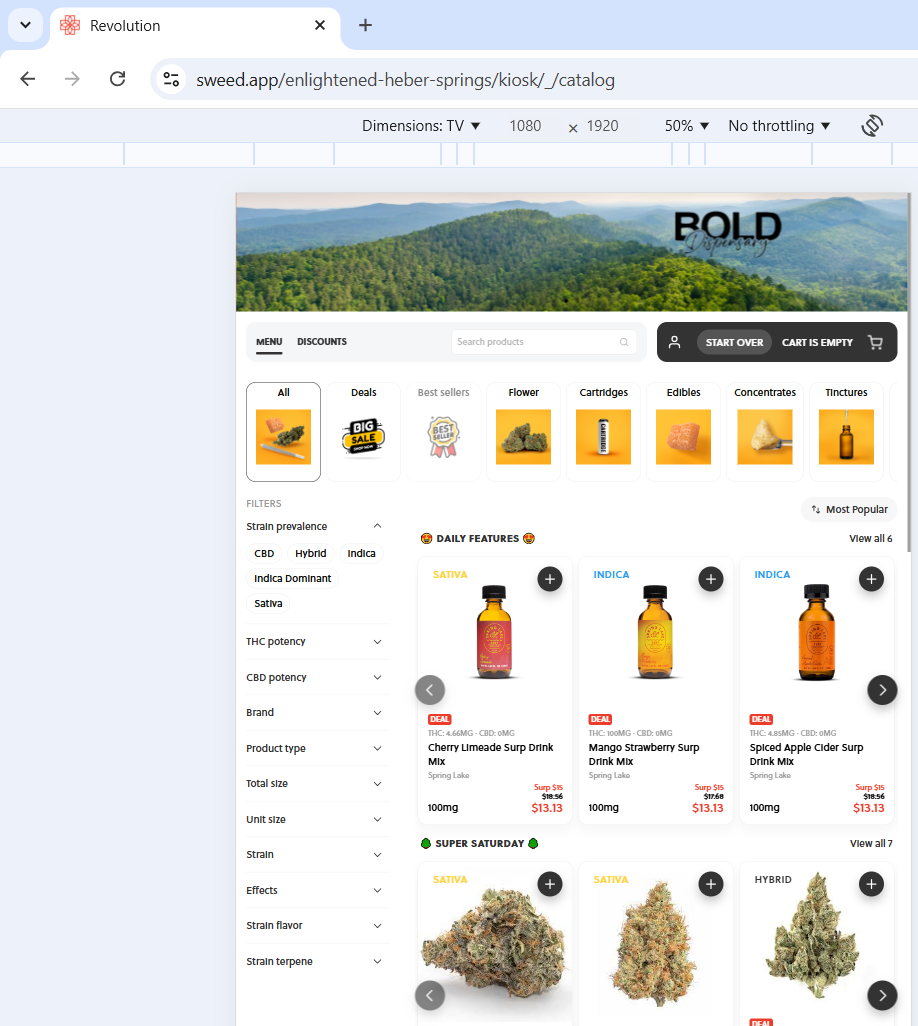 Revolution
sweed.app/enlightened-heber-springs/kiosk/_/catalog
Dimensions: TV 1080 × 1920 50% No throttling
BOLD
Dispensary
MENU DISCOUNTS Search products START OVER CART IS EMPTY
All Deals Best sellers Flower Cartridges Edibles Concentrates Tinctures
BIG
SALE
SHOP NOW
BEST
SELLER
CARTRIDGE
FILTERS
Most Popular
Strain prevalence
CBD Hybrid Indica
Indica Dominant
Sativa
THC potency
CBD potency
Brand
Product type
Total size
Unit size
Strain
Effects
Strain flavor
Strain terpene
DAILY FEATURES View all 6
SATIVA INDICA INDICA
DEAL DEAL DEAL
THC: 4.66MG · CBD: 0MG THC: 100MG · CBD: 0MG THC: 4.85MG · CBD: 0MG
Cherry Limeade Surp Drink Mango Strawberry Surp Spiced Apple Cider Surp
Mix Drink Mix Drink Mix
Spring Lake Spring Lake Spring Lake
Surp $15 Surp $15 Surp $15
$18.56 $17.68 $18.56
100mg $13.13 100mg $13.13 100mg $13.13
SUPER SATURDAY View all 7
SATIVA SATIVA HYBRID
DEAL